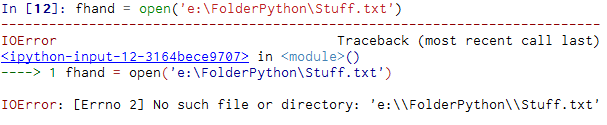 In [12]: fhand = open('e:\FolderPython\Stuff.txt')
---------------------------------------------------------------------------
IOError                                   Traceback (most recent call last)
<ipython-input-12-3164bece9707> in <module>()
----> 1 fhand = open('e:\FolderPython\Stuff.txt')
IOError: [Errno 2] No such file or directory: 'e:\\FolderPython\\Stuff.txt'